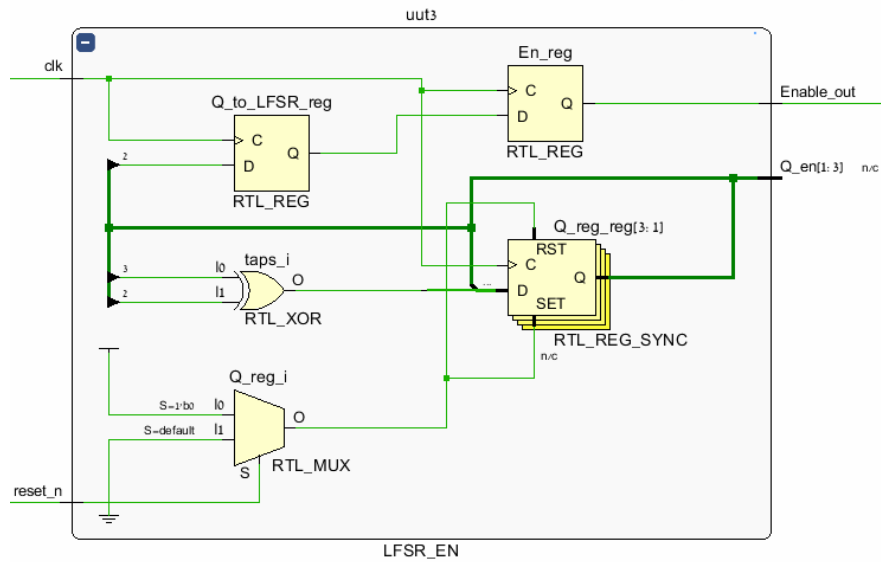 uut3
clk
Q_to_LFSR_reg
C
D
Q
2
RTL_REG
En_reg
C
D
Q
RTL_REG
Enable_out
Q_en[1: 3]
n/c
taps_i
3
2
I0
I1
O
RTL_XOR
Q_reg_reg[3: 1]
RST
C
D
Q
SET
...
RTL_REG_SYNC
n/c
Q_reg_i
S=1'b0
I0
S=default
I1
O
S
RTL_MUX
reset_n
LFSR_EN